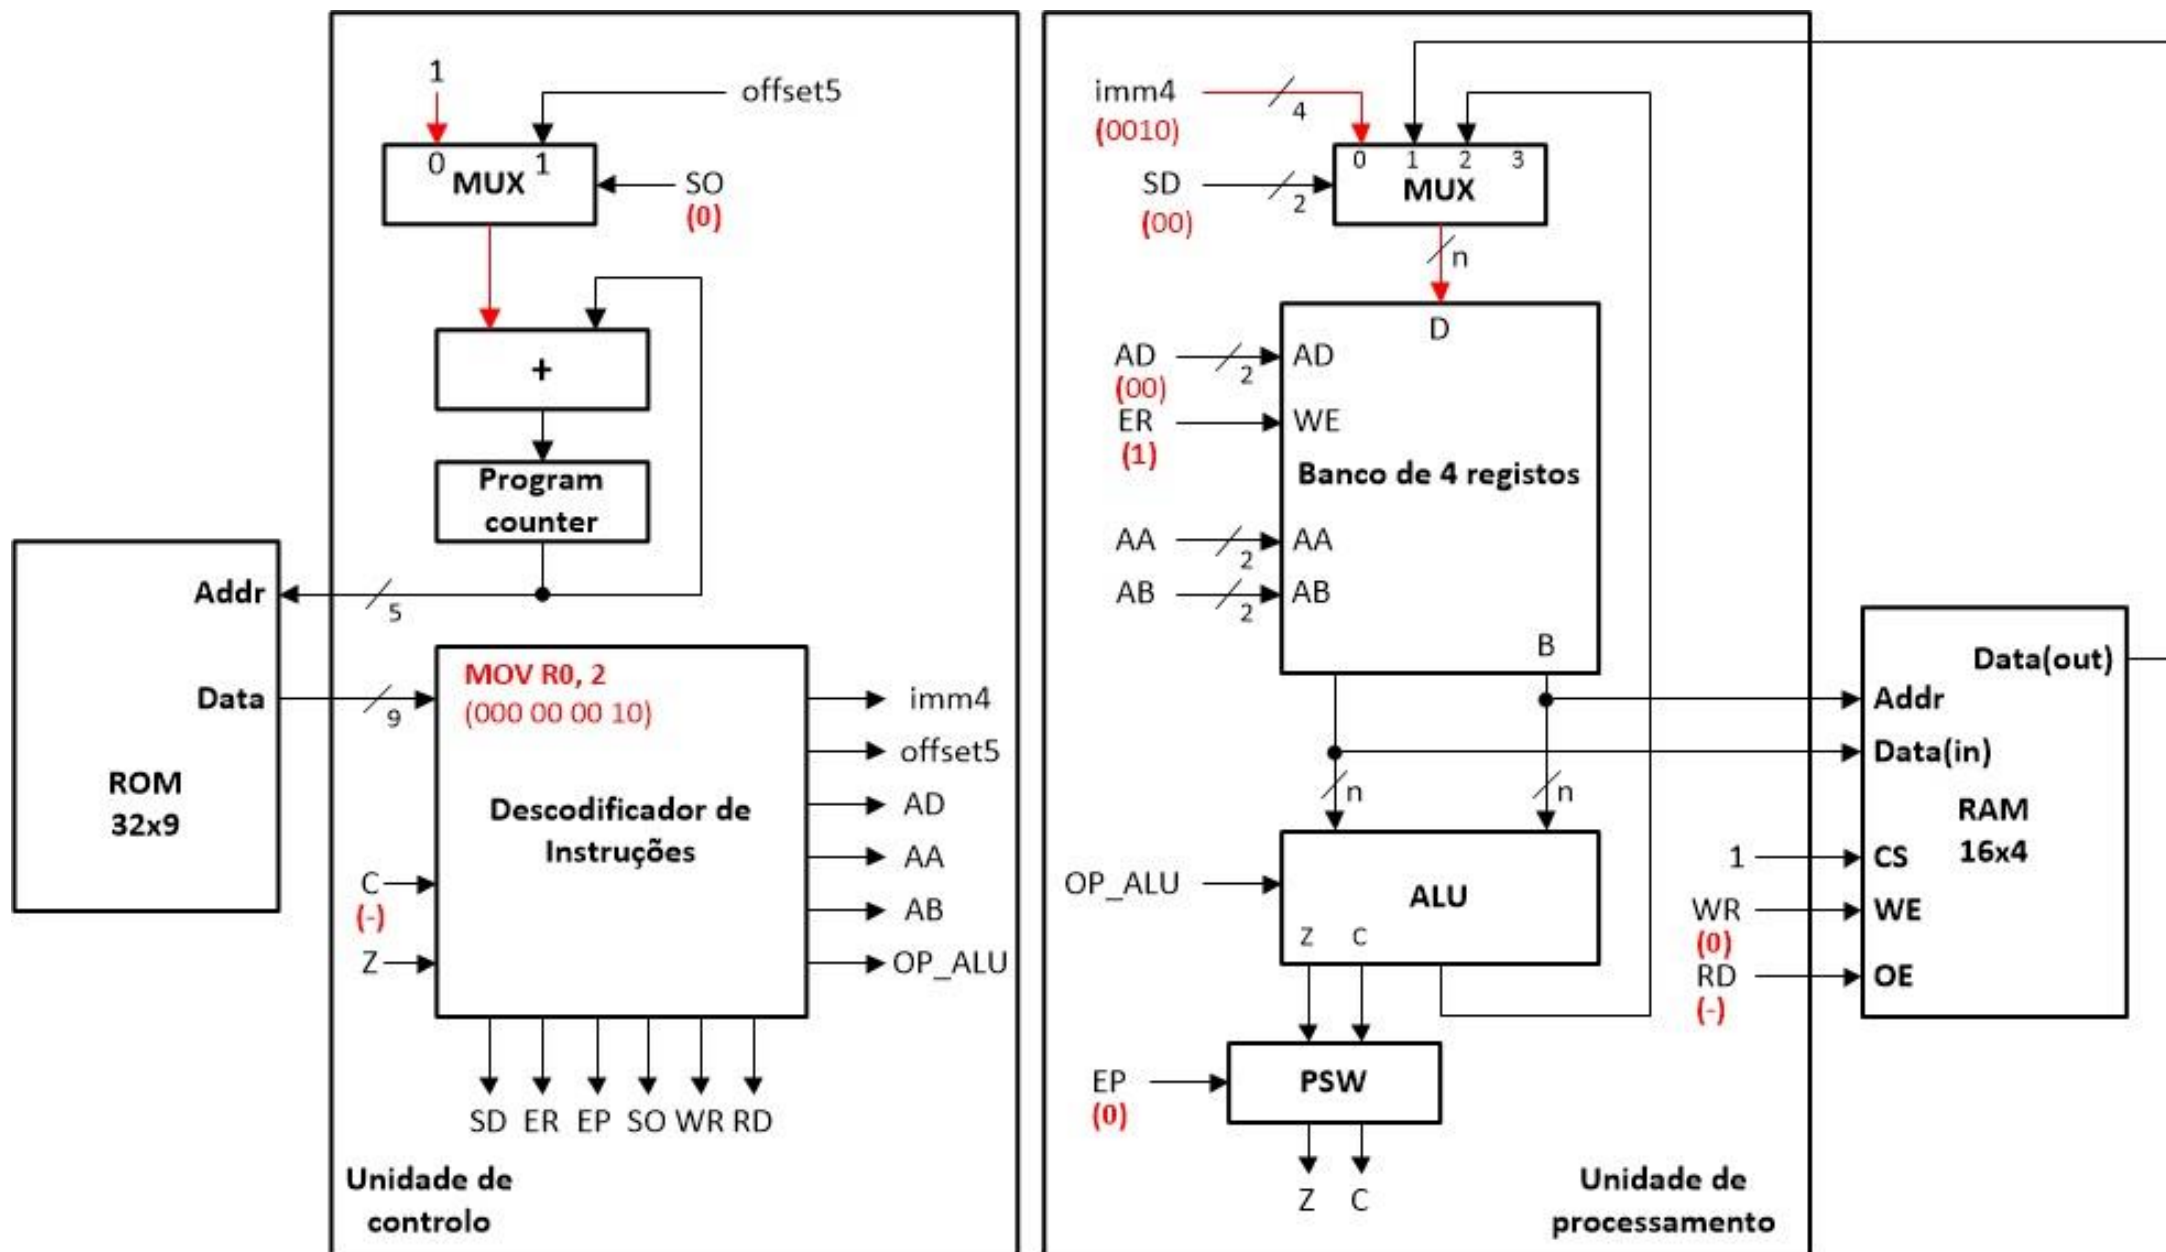 1
offset5
0 1
MUX
SO
(0)
+
Program
counter
Addr
5
Data
9
ROM
32x9
MOV R0, 2
(000 00 00 10)
Descodificador de
Instruções
C
(-)
Z
imm4
offset5
AD
AA
AB
OP_ALU
SD ER EP SO WR RD
Unidade de
controlo
imm4
(0010)
4
SD
(00)
2
0 1 2 3
MUX
n
D
AD
(00)
2
AD
ER
(1)
WE
Banco de 4 registos
AA
2
AA
AB
2
AB
B
n
n
OP_ALU
ALU
Z C
EP
(0)
PSW
Z C
Unidade de
processamento
Data(out)
Addr
Data(in)
RAM
16x4
1
CS
WR
(0)
WE
RD
(-)
OE